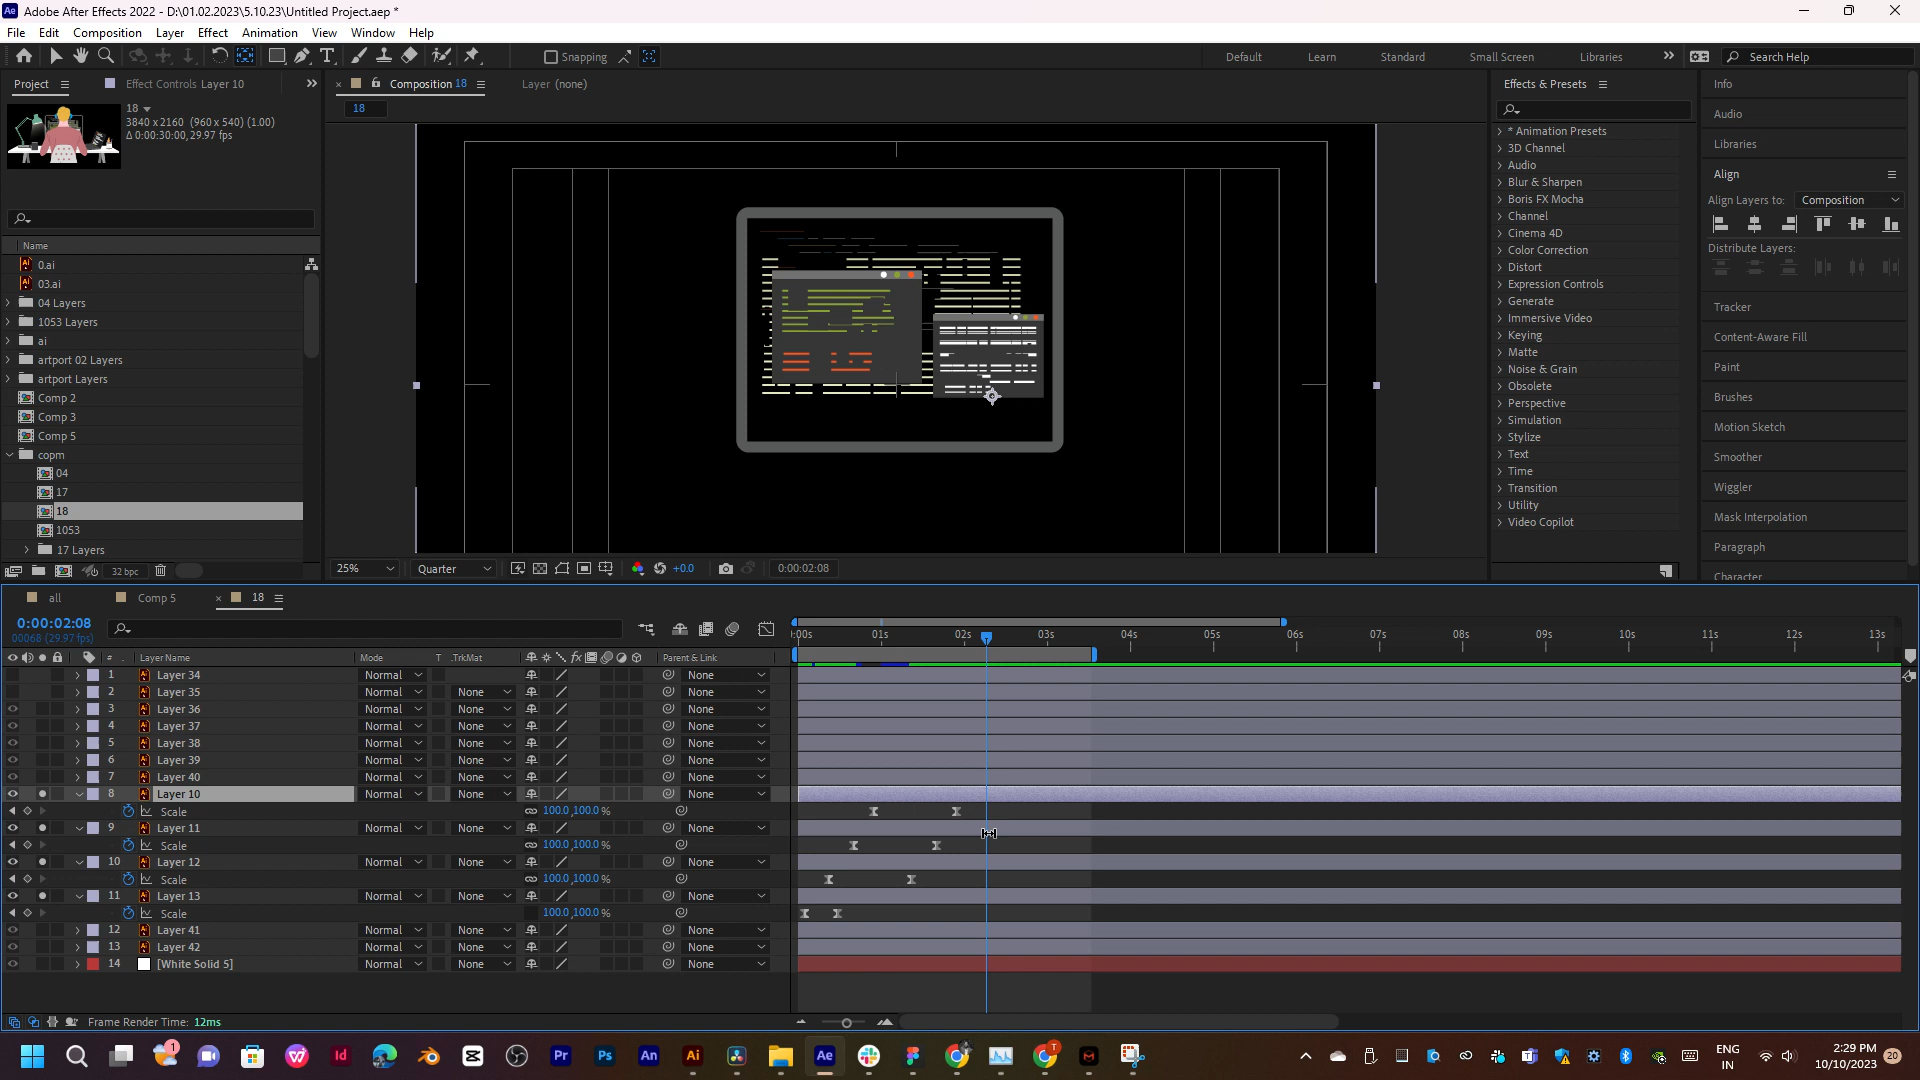 Adobe After Effects 2022 - D:\01.02.2023\5.10.23\Untitled Project.aep *
File Edit Composition Layer Effect Animation View Window Help
Snapping
Default Learn Standard Small Screen Libraries Search Help
Project
Effect Controls Layer 10
18
3840 x 2160 (960 x 540) (1.00)
Δ 0:00:30:00, 29.97 fps
Name
0.ai
03.ai
04 Layers
1053 Layers
ai
artport 02 Layers
artport Layers
Comp 2
Comp 3
Comp 5
copm
04
17
18
1053
17 Layers
32 bpc
Composition 18
Layer (none)
18
25% Quarter +0.0 0:00:02:08
Effects & Presets
* Animation Presets
3D Channel
Audio
Blur & Sharpen
Boris FX Mocha
Channel
Cinema 4D
Color Correction
Distort
Expression Controls
Generate
Immersive Video
Keying
Matte
Noise & Grain
Obsolete
Perspective
Simulation
Stylize
Text
Time
Transition
Utility
Video Copilot
Info
Audio
Libraries
Align
Align Layers to: Composition
Distribute Layers:
Tracker
Content-Aware Fill
Paint
Brushes
Motion Sketch
Smoother
Wiggler
Mask Interpolation
Paragraph
Character
all Comp 5 18
0:00:02:08
00068 (29.97 fps)
01s 02s 03s 04s 05s 06s 07s 08s 09s 10s 11s 12s 13s
# Layer Name Mode T .TrkMat fx Parent & Link
1 Layer 34 Normal None
2 Layer 35 Normal None None
3 Layer 36 Normal None None
4 Layer 37 Normal None None
5 Layer 38 Normal None None
6 Layer 39 Normal None None
7 Layer 40 Normal None None
8 Layer 10 Normal None None
Scale 100.0,100.0 %
9 Layer 11 Normal None None
Scale 100.0,100.0 %
10 Layer 12 Normal None None
Scale 100.0,100.0 %
11 Layer 13 Normal None None
Scale 100.0,100.0 %
12 Layer 41 Normal None None
13 Layer 42 Normal None None
14 [White Solid 5] Normal None None
Frame Render Time: 12ms
1
Id
Pr
Ps
An
Ai
Ae
T
ENG
IN
2:29 PM
10/10/2023
20